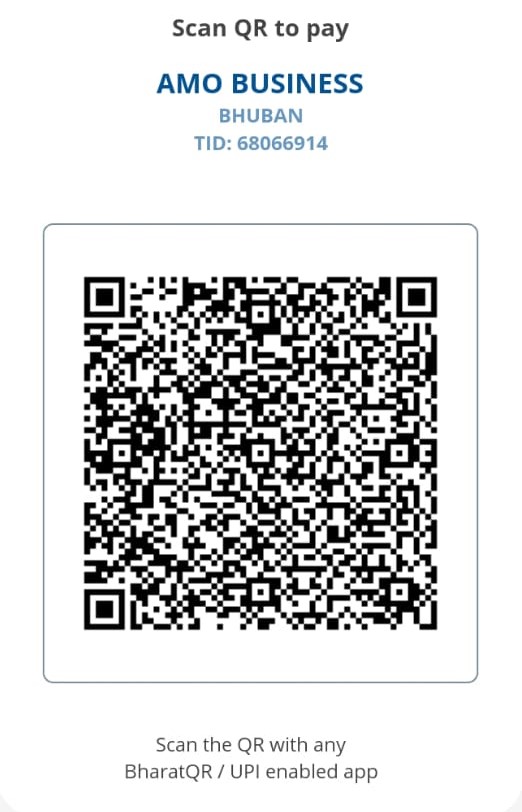 Scan QR to pay
AMO BUSINESS
BHUBAN
TID: 68066914
Scan the QR with any
BharatQR / UPI enabled app